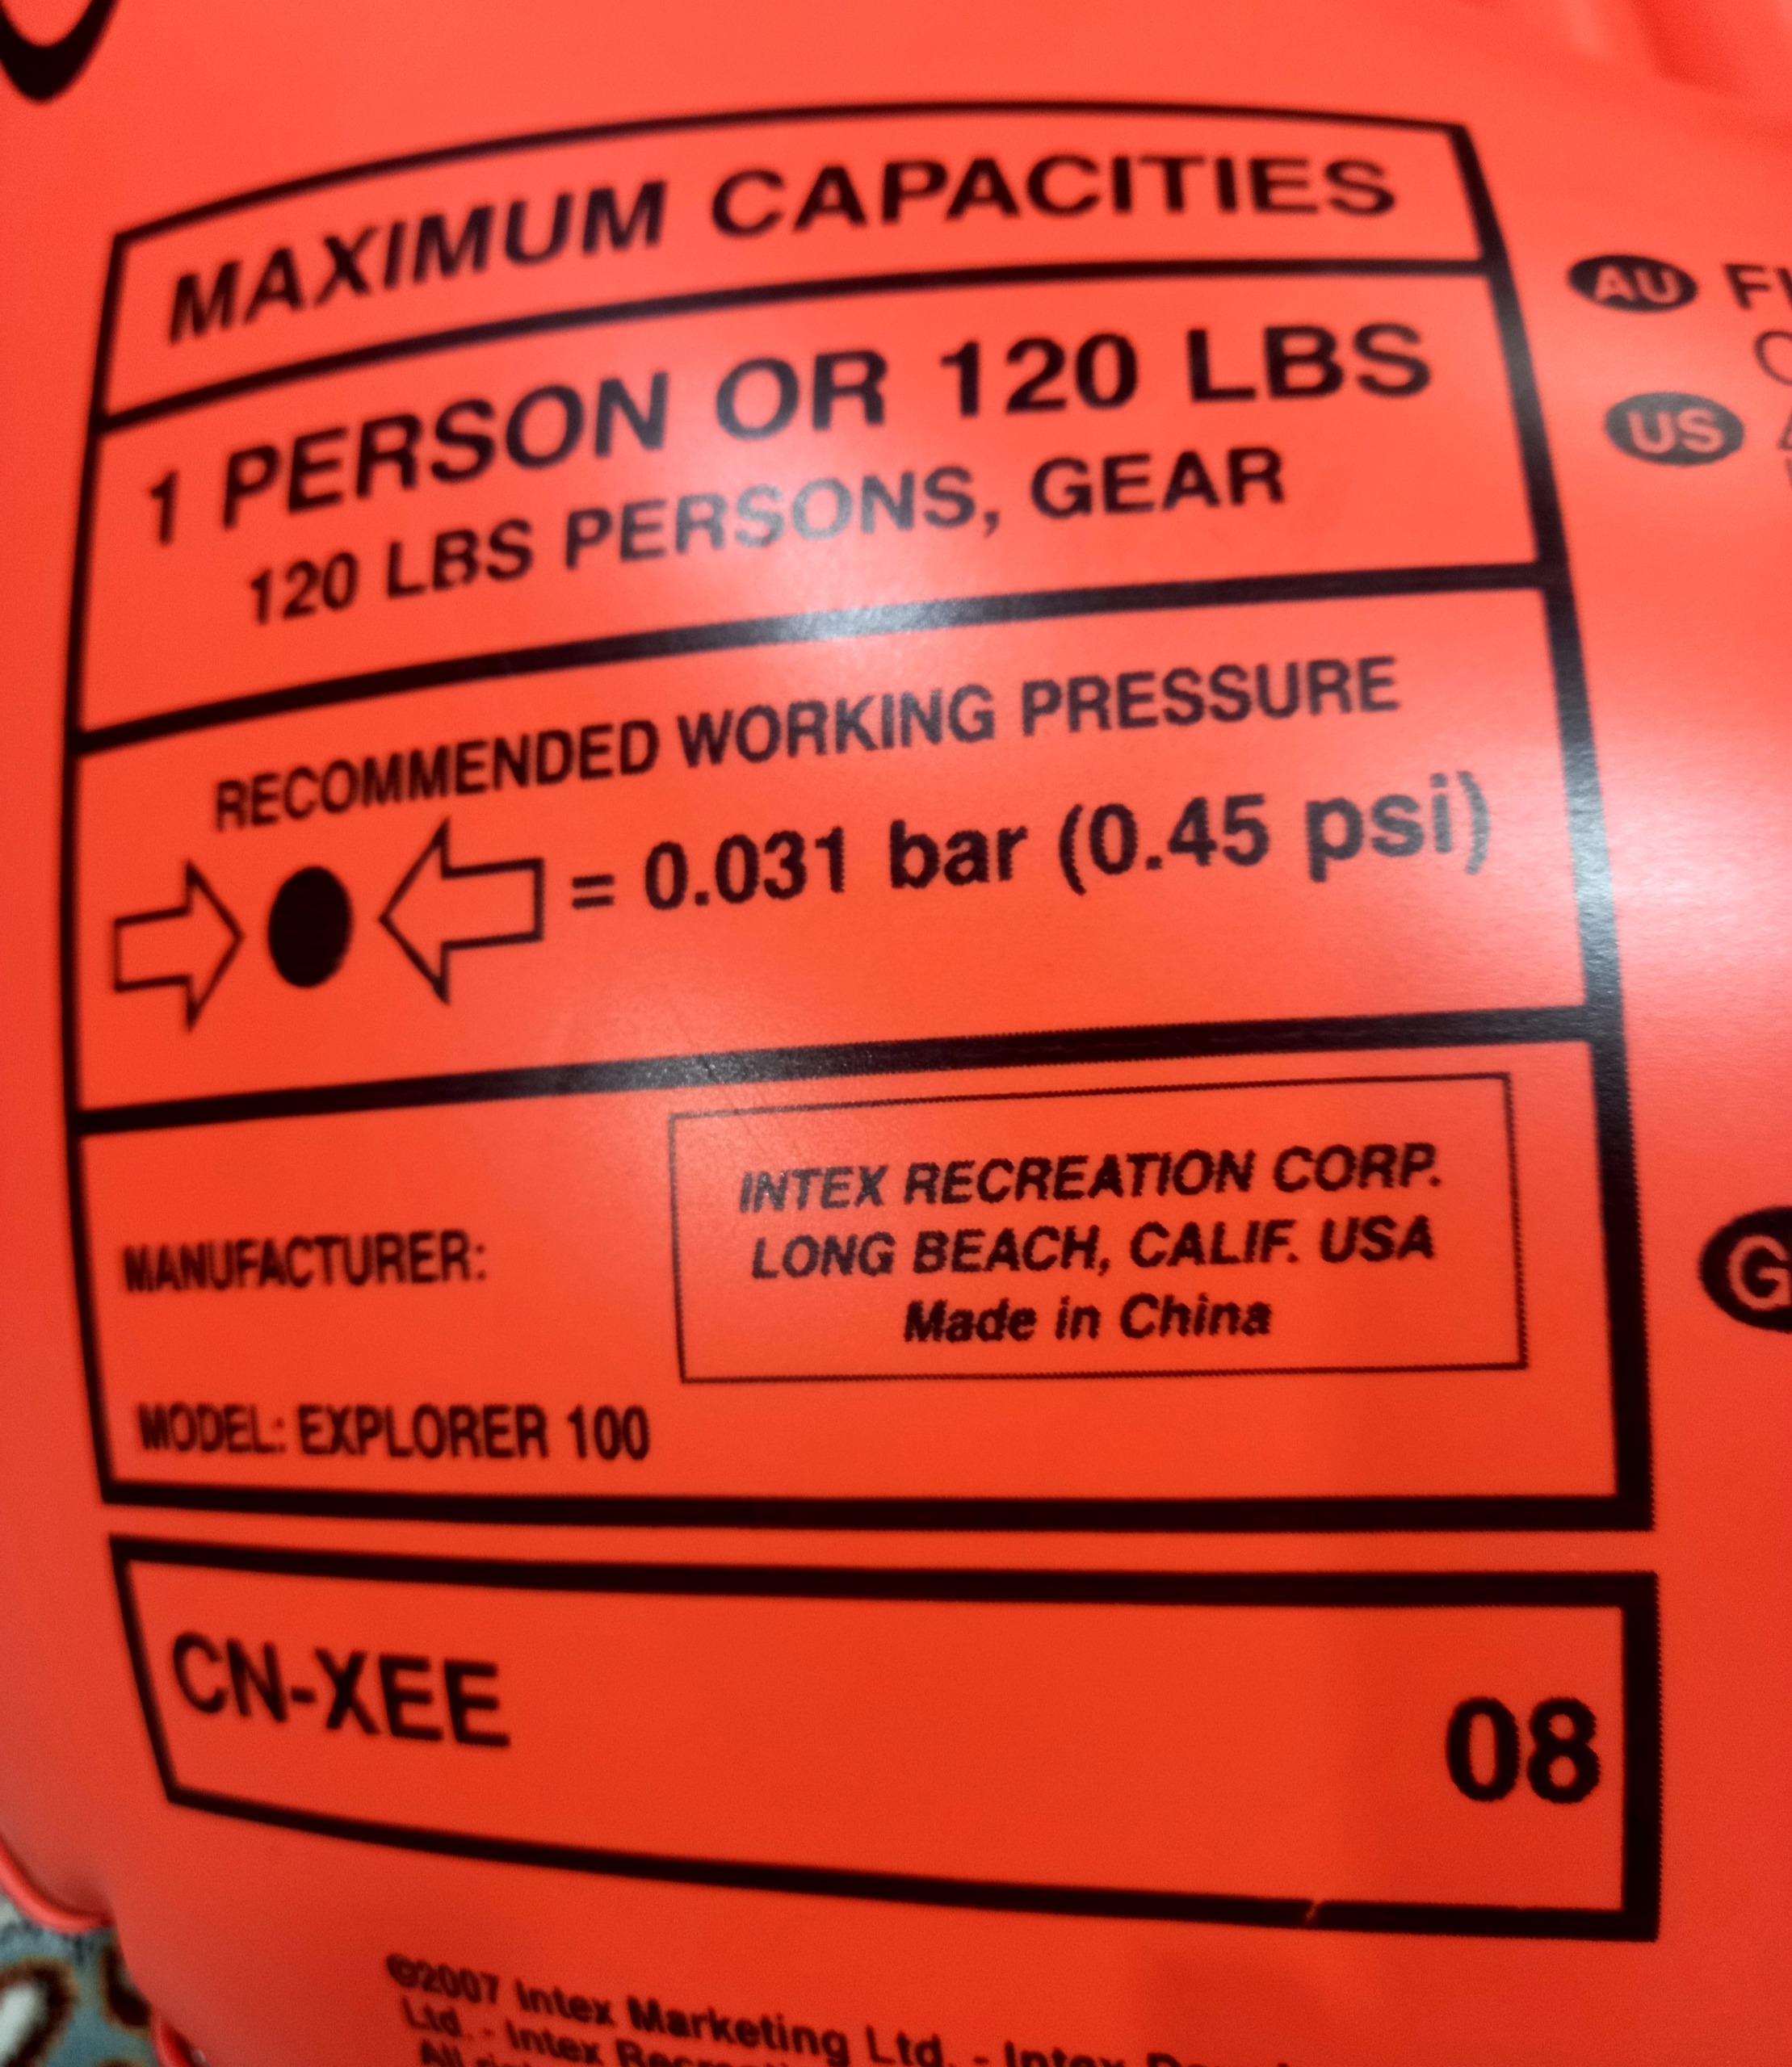 MAXIMUM CAPACITIES
1 PERSON OR 120 LBS
120 LBS PERSONS, GEAR
RECOMMENDED WORKING PRESSURE
= 0.031 bar (0.45 psi)
MANUFACTURER:
INTEX RECREATION CORP.
LONG BEACH, CALIF. USA
Made in China
MODEL: EXPLORER 100
CN-XEE
08
AU
US
©2007 Intex Marketing Ltd. - Intex
Ltd. - Intex
All